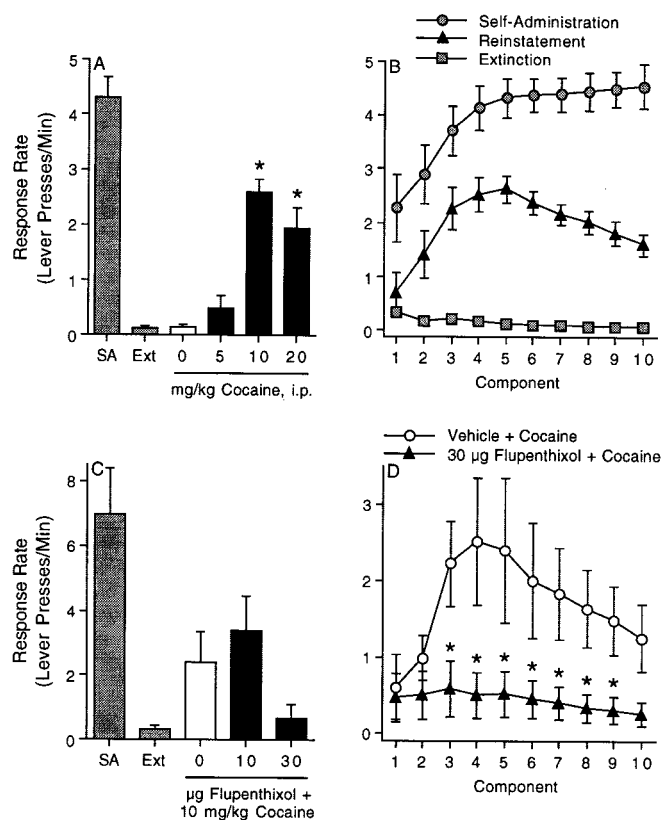 A
5
4
3
2
1
0
Response Rate
(Lever Presses/Min)
SA Ext 0 5 10 20
* *
mg/kg Cocaine, i.p.
Self-Administration
Reinstatement
Extinction
B
5
4
3
2
1
0
1 2 3 4 5 6 7 8 9 10
Component
C
8
6
4
2
0
Response Rate
(Lever Presses/Min)
SA Ext 0 10 30
µg Flupenthixol +
10 mg/kg Cocaine
Vehicle + Cocaine
30 µg Flupenthixol + Cocaine
D
3
2
1
0
* * * * * * *
1 2 3 4 5 6 7 8 9 10
Component